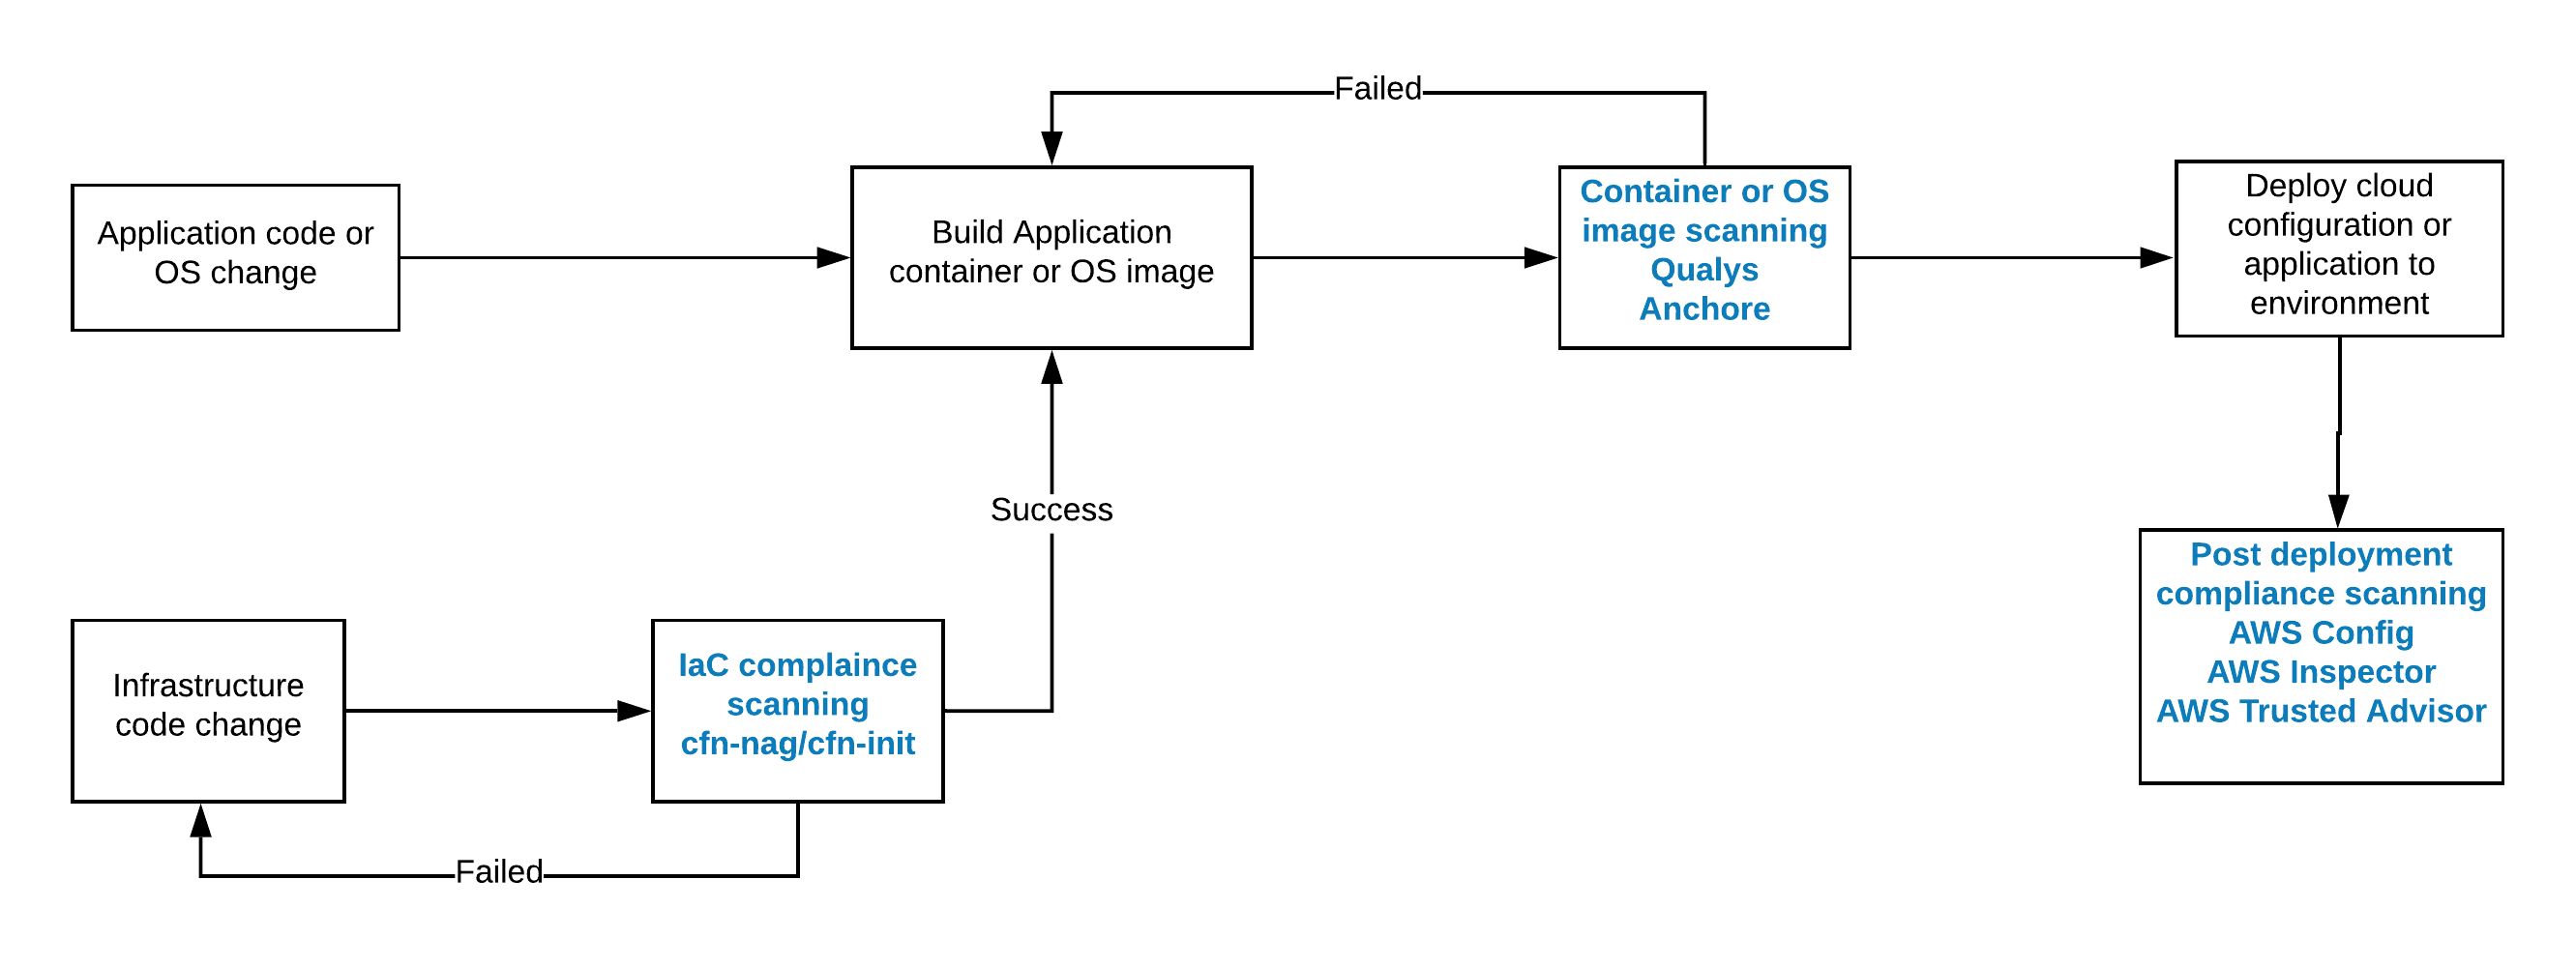 Failed
Application code or
OS change
Build Application
container or OS image
Container or OS
image scanning
Qualys
Anchore
Deploy cloud
configuration or
application to
environment
Success
Infrastructure
code change
IaC complaince
scanning
cfn-nag/cfn-init
Post deployment
compliance scanning
AWS Config
AWS Inspector
AWS Trusted Advisor
Failed